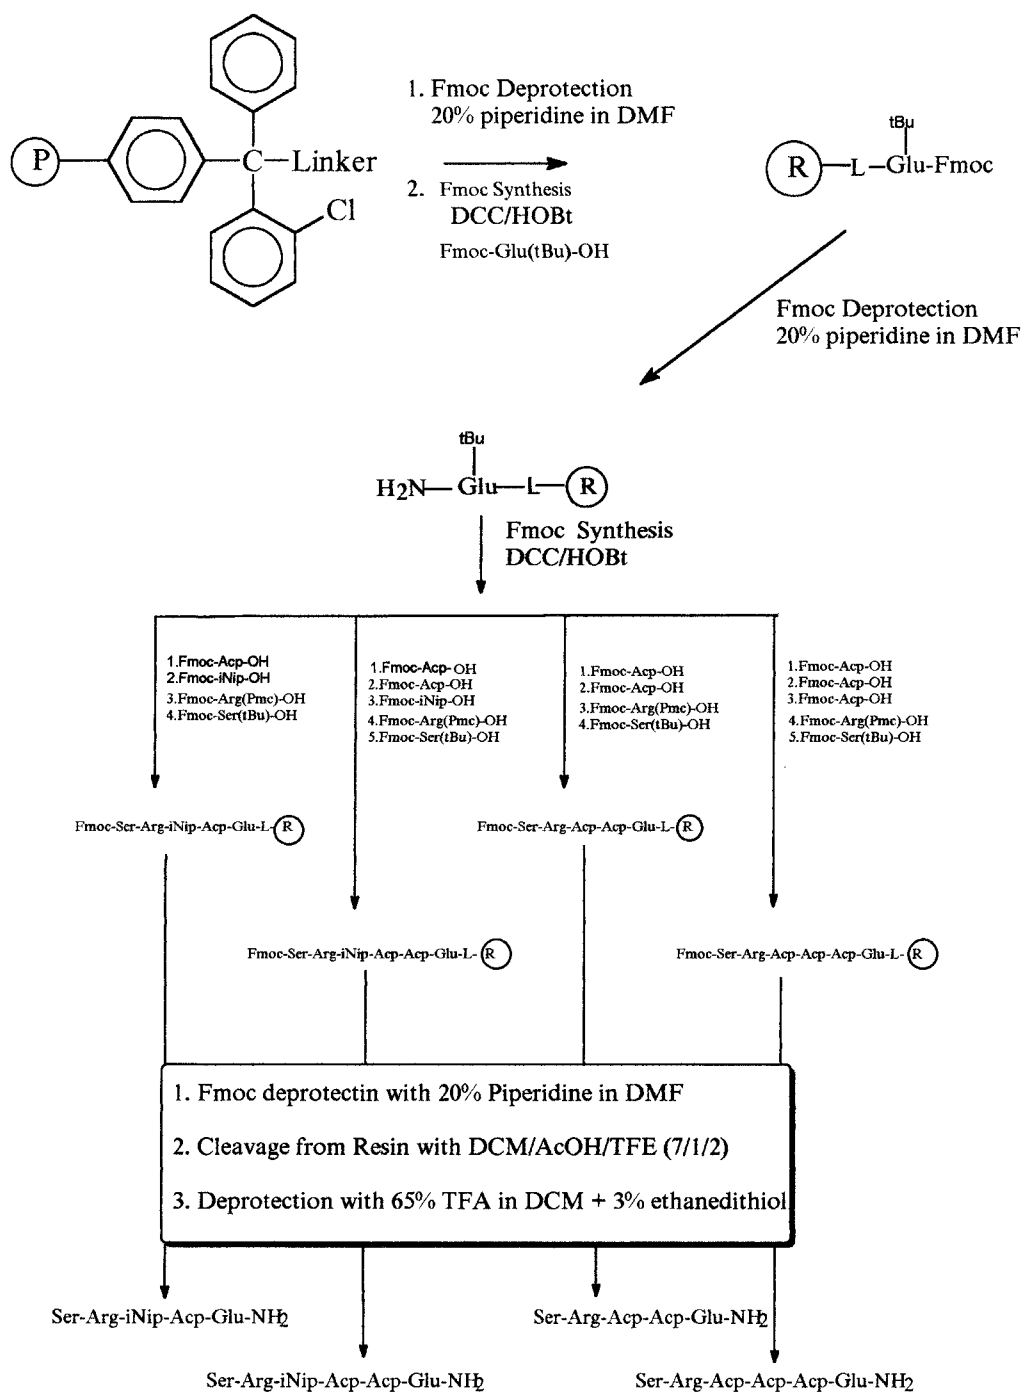 1. Fmoc Deprotection
20% piperidine in DMF
P
C
Linker
Cl
2. Fmoc Synthesis
DCC/HOBt
Fmoc-Glu(tBu)-OH
tBu
R-L-Glu-Fmoc
Fmoc Deprotection
20% piperidine in DMF
tBu
H2N-Glu-L-R
Fmoc Synthesis
DCC/HOBt
1.Fmoc-Acp-OH
2.Fmoc-iNip-OH
3.Fmoc-Arg(Pmc)-OH
4.Fmoc-Ser(tBu)-OH
1.Fmoc-Acp-OH
2.Fmoc-Acp-OH
3.Fmoc-iNip-OH
4.Fmoc-Arg(Pmc)-OH
5.Fmoc-Ser(tBu)-OH
1.Fmoc-Acp-OH
2.Fmoc-Acp-OH
3.Fmoc-Arg(Pmc)-OH
4.Fmoc-Ser(tBu)-OH
1.Fmoc-Acp-OH
2.Fmoc-Acp-OH
3.Fmoc-Acp-OH
4.Fmoc-Arg(Pmc)-OH
5.Fmoc-Ser(tBu)-OH
Fmoc-Ser-Arg-iNip-Acp-Glu-L-R
Fmoc-Ser-Arg-Acp-Acp-Glu-L-R
Fmoc-Ser-Arg-iNip-Acp-Acp-Glu-L-R
Fmoc-Ser-Arg-Acp-Acp-Acp-Glu-L-R
1. Fmoc deprotectin with 20% Piperidine in DMF
2. Cleavage from Resin with DCM/AcOH/TFE (7/1/2)
3. Deprotection with 65% TFA in DCM + 3% ethanedithiol
Ser-Arg-iNip-Acp-Glu-NH2
Ser-Arg-Acp-Acp-Glu-NH2
Ser-Arg-iNip-Acp-Acp-Glu-NH2
Ser-Arg-Acp-Acp-Acp-Glu-NH2